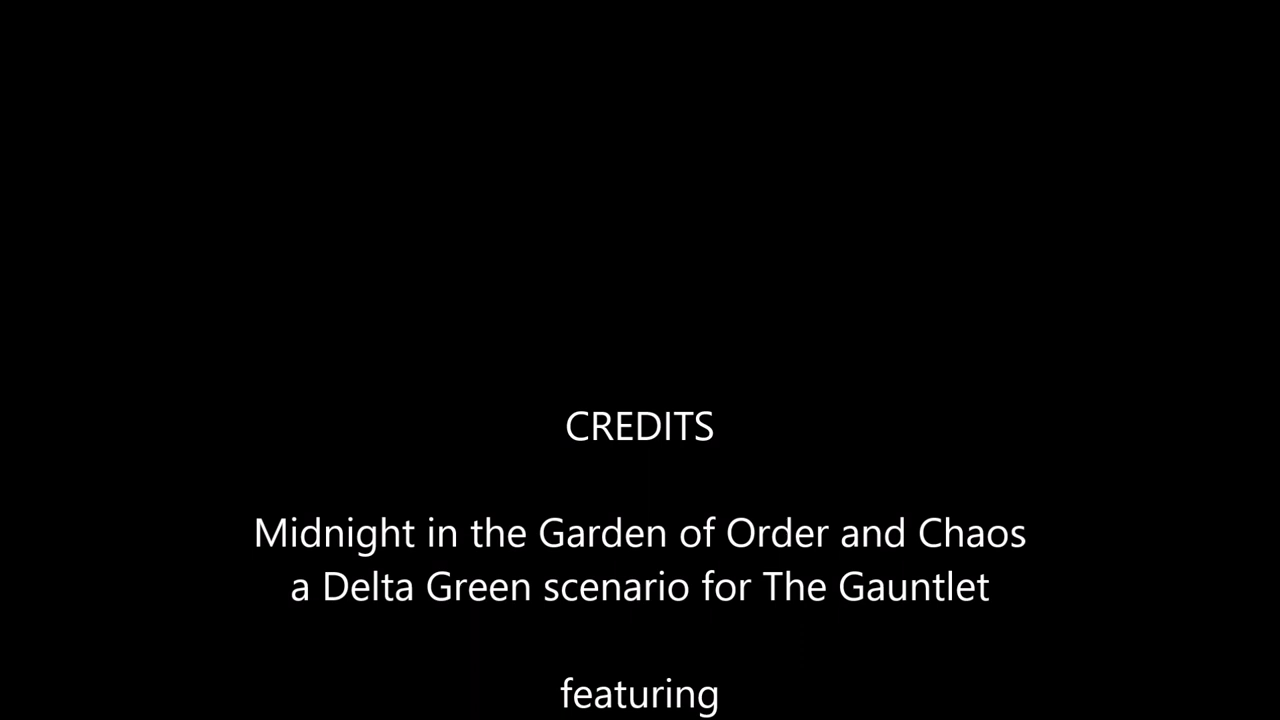 CREDITS
Midnight in the Garden of Order and Chaos
a Delta Green scenario for The Gauntlet
featuring